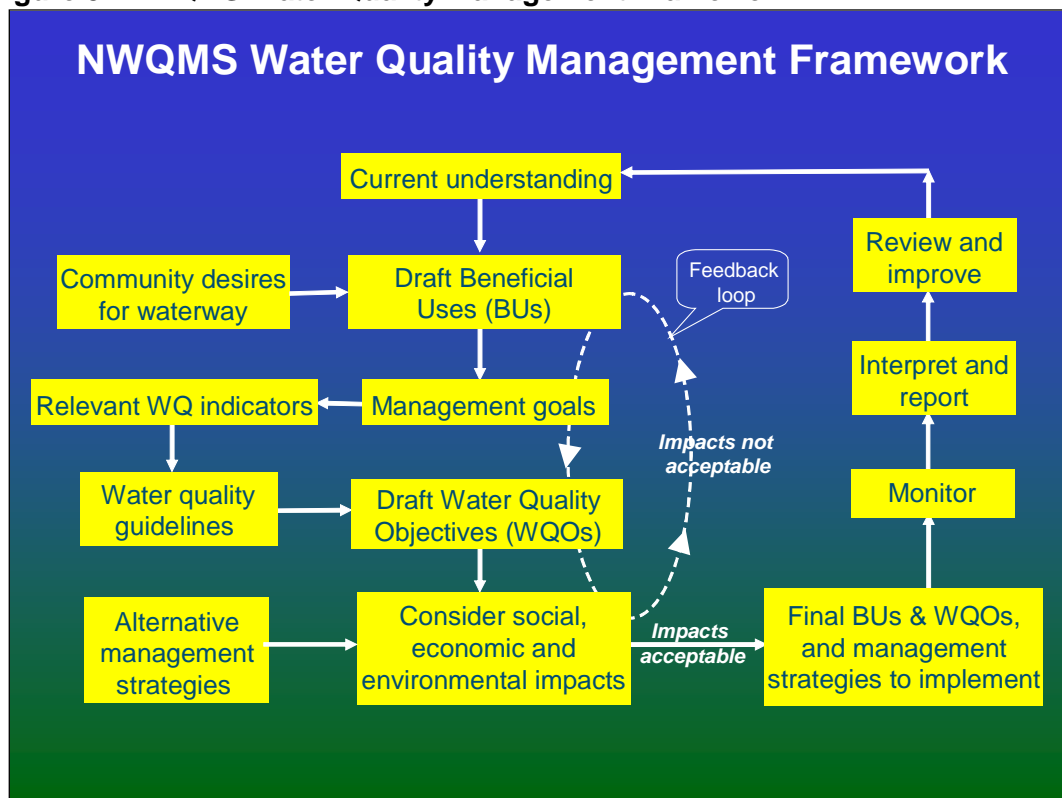 NWQMS Water Quality Management Framework
Current understanding
Community desires
for waterway
Draft Beneficial
Uses (BUs)
Feedback
loop
Review and
improve
Relevant WQ indicators
Management goals
Interpret and
report
Impacts not
acceptable
Water quality
guidelines
Draft Water Quality
Objectives (WQOs)
Monitor
Alternative
management
strategies
Consider social,
economic and
environmental impacts
Impacts
acceptable
Final BUs & WQOs,
and management
strategies to implement